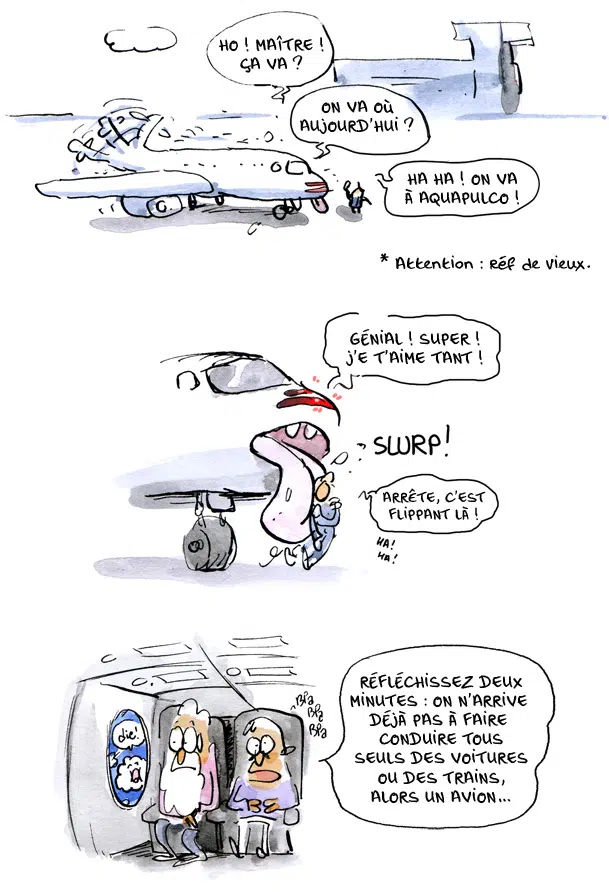 HO ! MAÎTRE !
ÇA VA ?
ON VA OÙ
AUJOURD'HUI ?
HA HA ! ON VA
À AQUAPULCO !
* Attention : Réf de vieux.
GÉNIAL ! SUPER !
J'E T'AIME TANT !
SLURP!
ARRÊTE, C'EST
FLIPPANT LÀ !
HA!
HA!
BLA
BLA
BLA
RÉFLÉCHISSEZ DEUX
MINUTES : ON N'ARRIVE
DÉJÀ PAS À FAIRE
CONDUIRE TOUS
SEULS DES VOITURES
OU DES TRAINS,
ALORS UN AVION...
die!